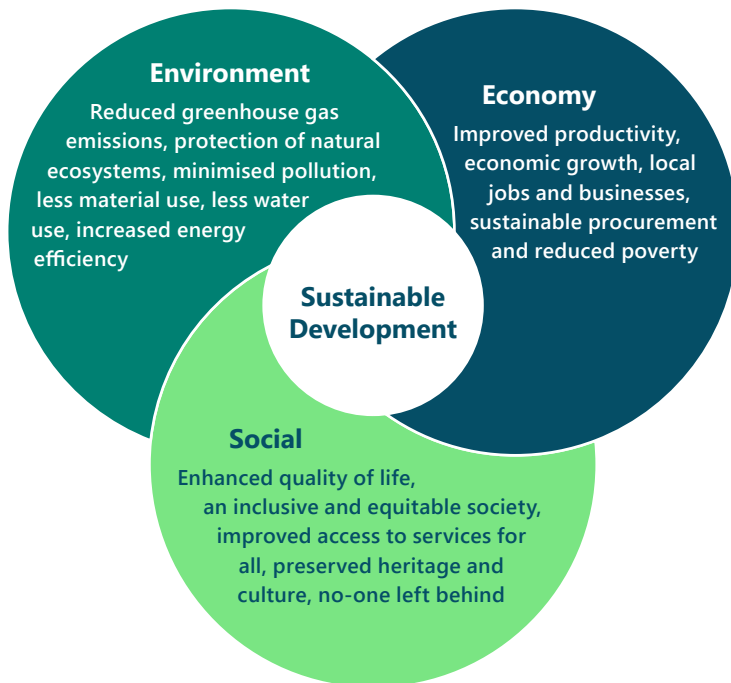 Environment
Reduced greenhouse gas
emissions, protection of natural
ecosystems, minimised pollution,
less material use, less water
use, increased energy
efficiency
Economy
Improved productivity,
economic growth, local
jobs and businesses,
sustainable procurement
and reduced poverty
Sustainable
Development
Social
Enhanced quality of life,
an inclusive and equitable society,
improved access to services for
all, preserved heritage and
culture, no-one left behind